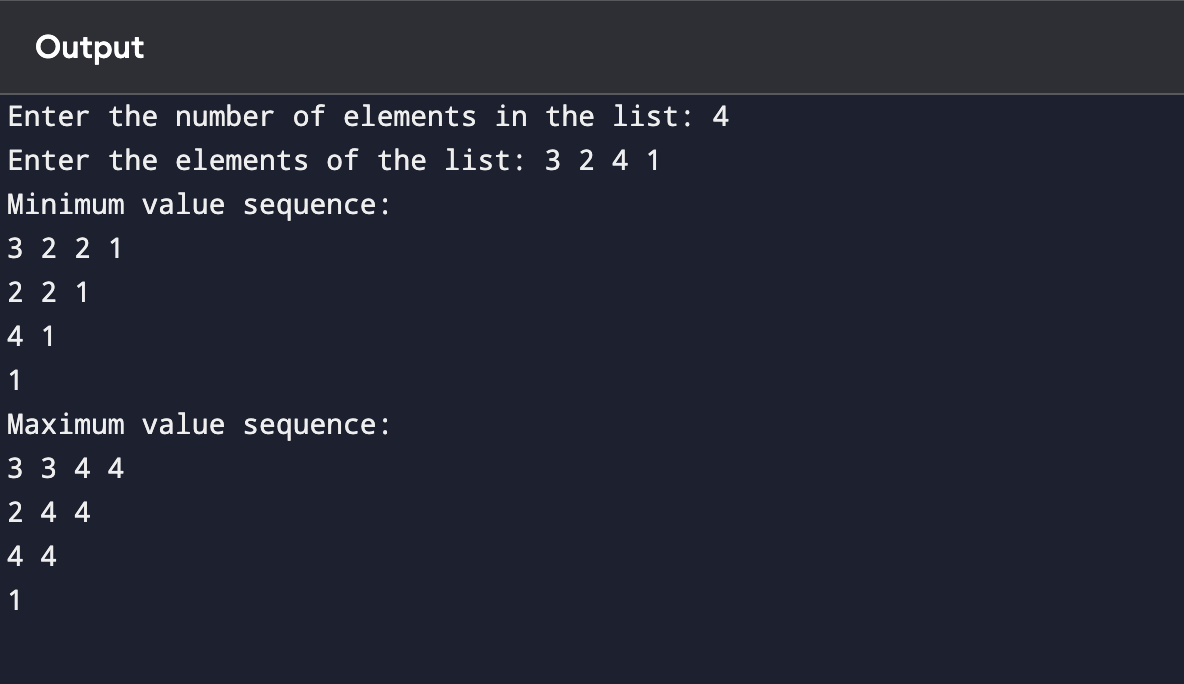 Output
Enter the number of elements in the list: 4
Enter the elements of the list: 3 2 4 1
Minimum value sequence:
3 2 2 1
2 2 1
4 1
1
Maximum value sequence:
3 3 4 4
2 4 4
4 4
1